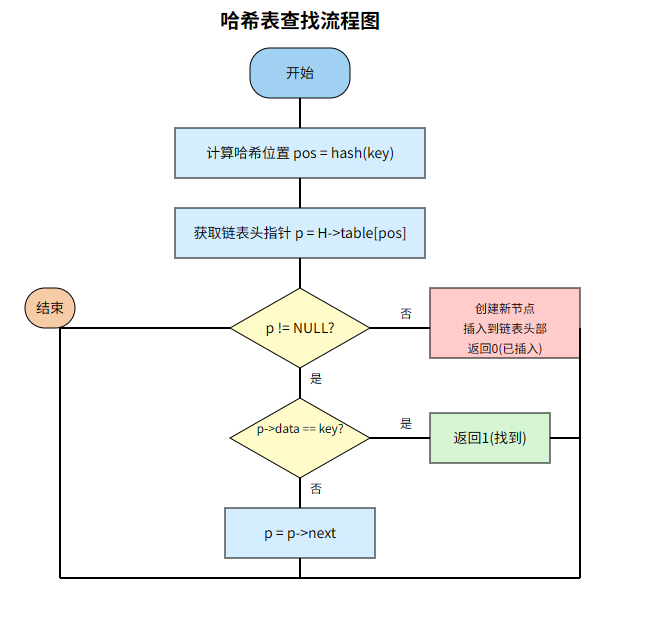 哈希表查找流程图
开始
计算哈希位置 pos = hash(key)
获取链表头指针 p = H->table[pos]
结束
p != NULL?
否
创建新节点
插入到链表头部
返回0(已插入)
是
p->data == key?
是
返回1(找到)
否
p = p->next